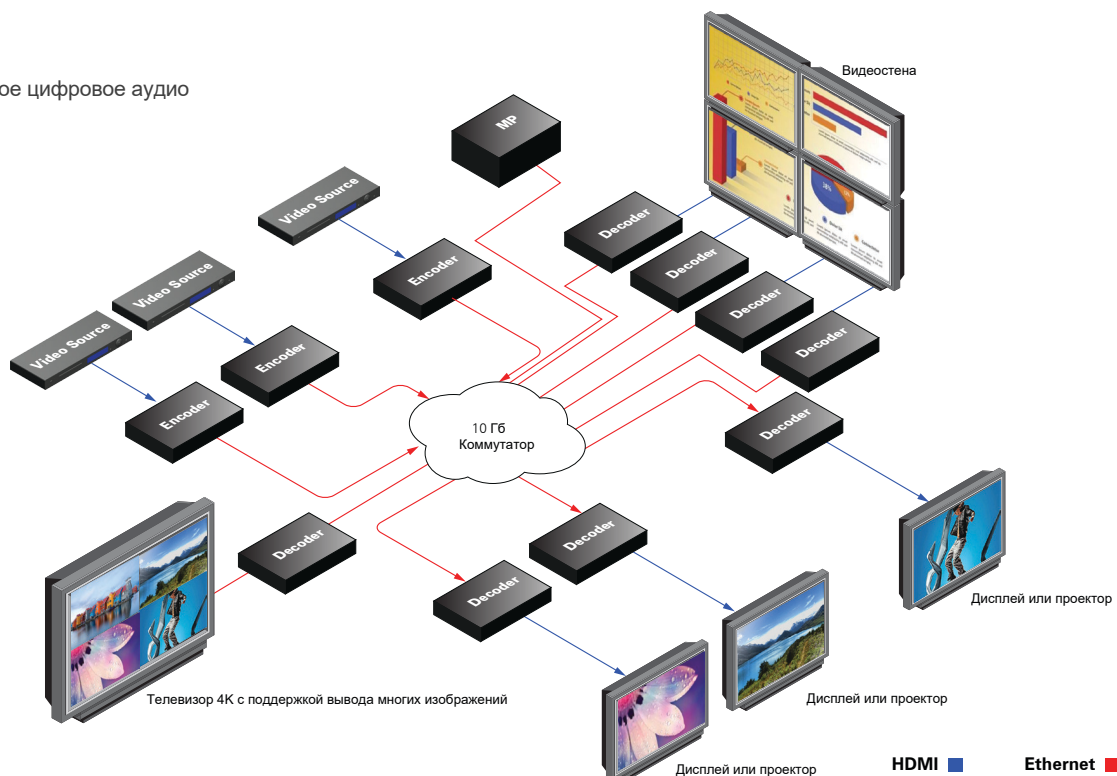 Видеостена
ое цифровое аудио
MP
Video Source
Decoder
Video Source
Encoder
Decoder
Video Source
Decoder
Encoder
Decoder
Encoder
10 Гб
Коммутатор
Decoder
Decoder
Decoder
Decoder
38%
Дисплей или проектор
Телевизор 4K с поддержкой вывода многих изображений
Дисплей или проектор
Дисплей или проектор
HDMI
Ethernet